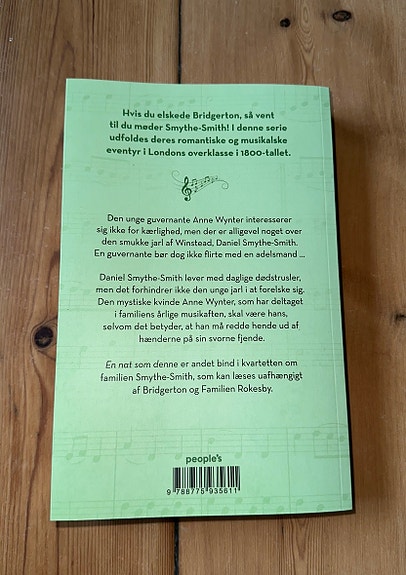 Hvis du elskede Bridgerton, så vent
til du møder Smythe-Smith! I denne serie
udfoldes deres romantiske og musikalske
eventyr i Londons overklasse i 1800-tallet.
Den unge guvernante Anne Wynter interesserer
sig ikke for kærlighed, men der er alligevel noget over
den smukke jarl af Winstead, Daniel Smythe-Smith.
En guvernante bør dog ikke flirte med en adelsmand ...
Daniel Smythe-Smith lever med daglige dødstrusler,
men det forhindrer ikke den unge jarl i at forelske sig.
Den mystiske kvinde Anne Wynter, som har deltaget
i familiens årlige musikaften, skal være hans,
selvom det betyder, at han må redde hende ud af
hænderne på sin svorne fjende.
En nat som denne er andet bind i kvartetten om
familien Smythe-Smith, som kan læses uafhængigt
af Bridgerton og Familien Rokesby.
people's
9 788775 935611